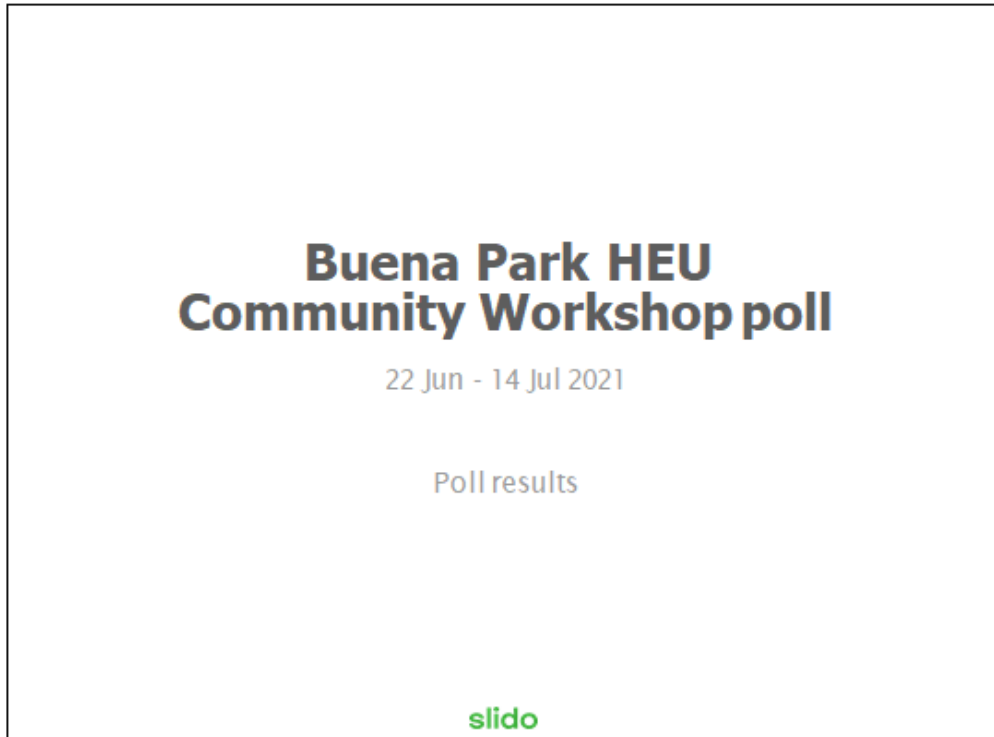 Buena Park HEU
Community Workshop poll
22 Jun - 14 Jul 2021
Poll results
slido